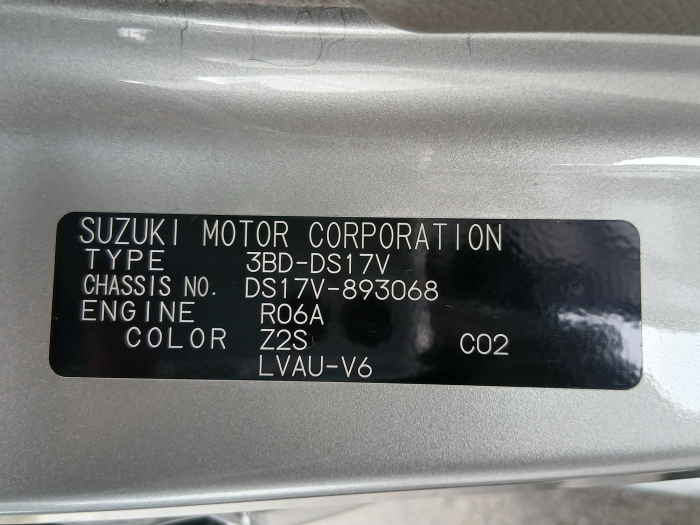 SUZUKI MOTOR CORPORATION
TYPE 3BD-DS17V
CHASSIS NO. DS17V-893068
ENGINE R06A
COLOR Z2S C02
LVAU-V6